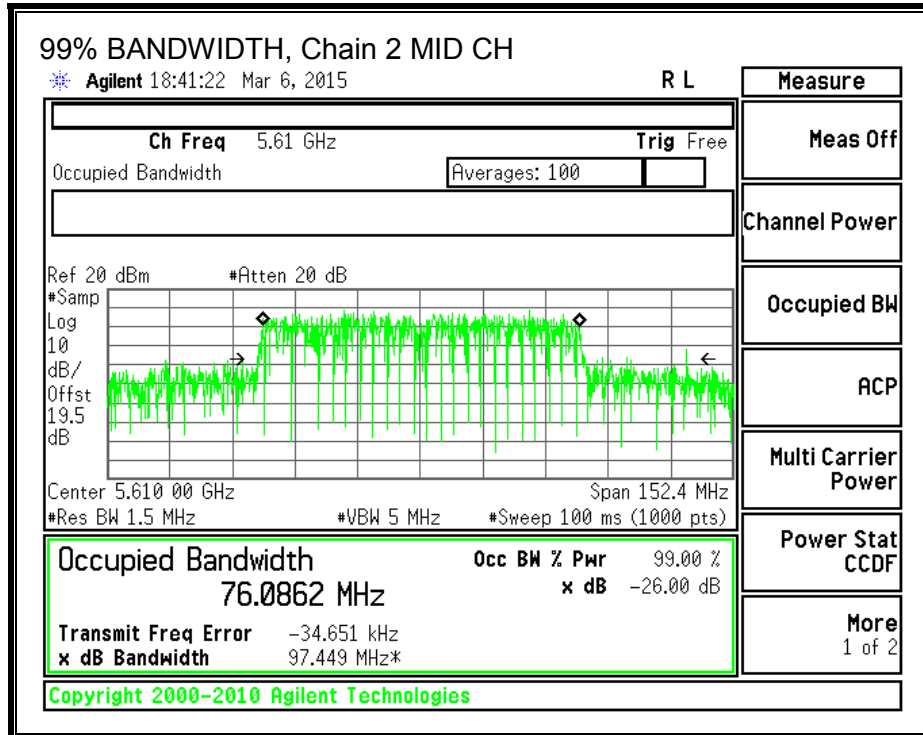 99% BANDWIDTH, Chain 2 MID CH
Agilent 18:41:22 Mar 6, 2015 R L
Measure
Ch Freq 5.61 GHz Trig Free
Meas Off
Occupied Bandwidth Averages: 100
Channel Power
Ref 20 dBm #Atten 20 dB
#Samp
Log
10
dB/
Offst
19.5
dB
Occupied BW
ACP
Center 5.610 00 GHz Span 152.4 MHz
#Res BW 1.5 MHz #VBW 5 MHz #Sweep 100 ms (1000 pts)
Multi Carrier
Power
Occupied Bandwidth Occ BW % Pwr 99.00 %
76.0862 MHz x dB -26.00 dB
Power Stat
CCDF
Transmit Freq Error -34.651 kHz
x dB Bandwidth 97.449 MHz*
More
1 of 2
Copyright 2000-2010 Agilent Technologies